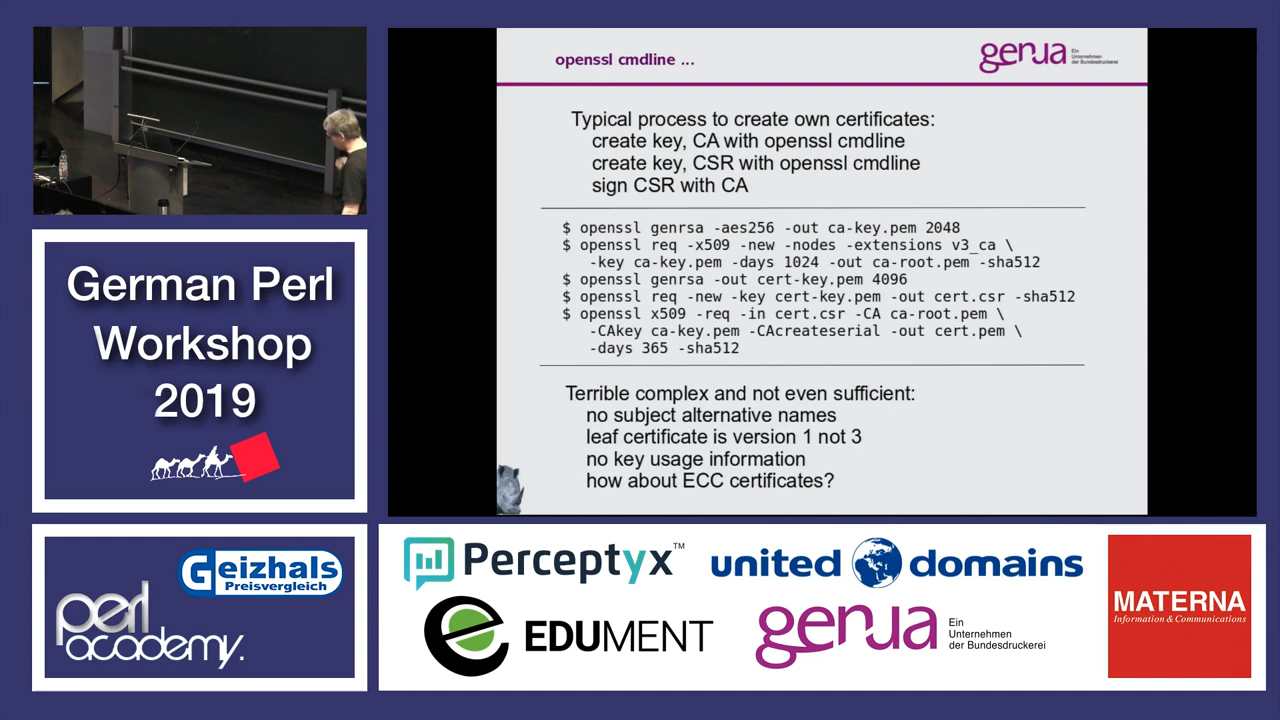 openssl cmdline ...
genua
Ein
Unternehmen
der Bundesdruckerei
Typical process to create own certificates:
create key, CA with openssl cmdline
create key, CSR with openssl cmdline
sign CSR with CA
$ openssl genrsa -aes256 -out ca-key.pem 2048
$ openssl req -x509 -new -nodes -extensions v3_ca \
-key ca-key.pem -days 1024 -out ca-root.pem -sha512
$ openssl genrsa -out cert-key.pem 4096
$ openssl req -new -key cert-key.pem -out cert.csr -sha512
$ openssl x509 -req -in cert.csr -CA ca-root.pem \
-CAkey ca-key.pem -CAcreateserial -out cert.pem \
-days 365 -sha512
Terrible complex and not even sufficient:
no subject alternative names
leaf certificate is version 1 not 3
no key usage information
how about ECC certificates?
German Perl
Workshop
2019
Geizhals
Preisvergleich
perl
academy.
Perceptyx™
united domains
EDUMENT
genua
Ein
Unternehmen
der Bundesdruckerei
MATERNA
Information & Communications